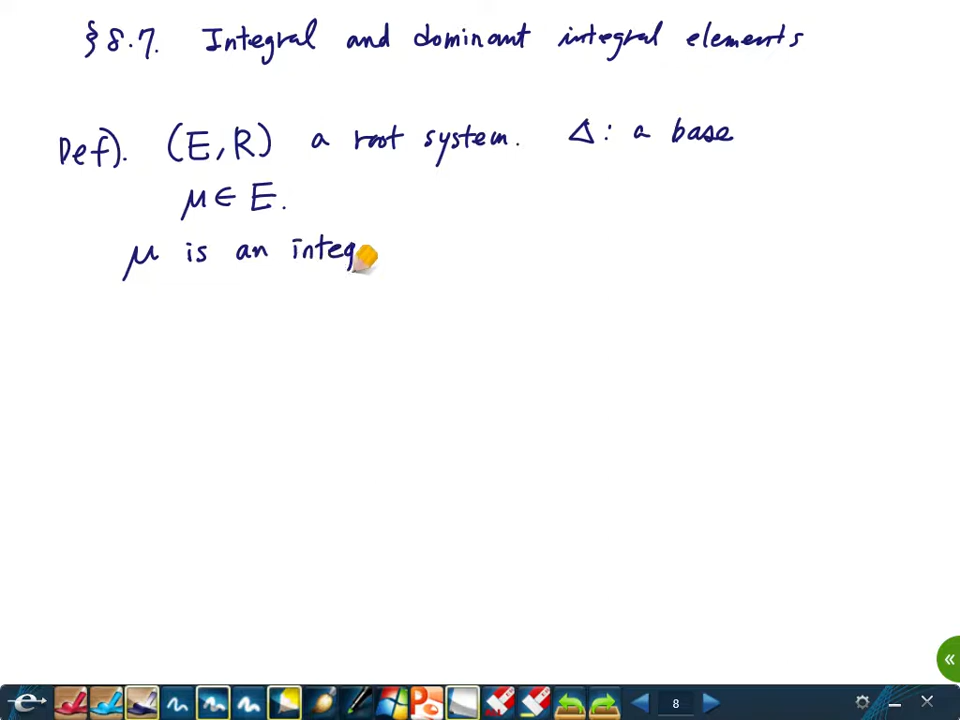 § 8.7. Integral and dominant integral elements
Def). (E, R) a root system. Δ: a base
μ ∈ E.
μ is an integ
8